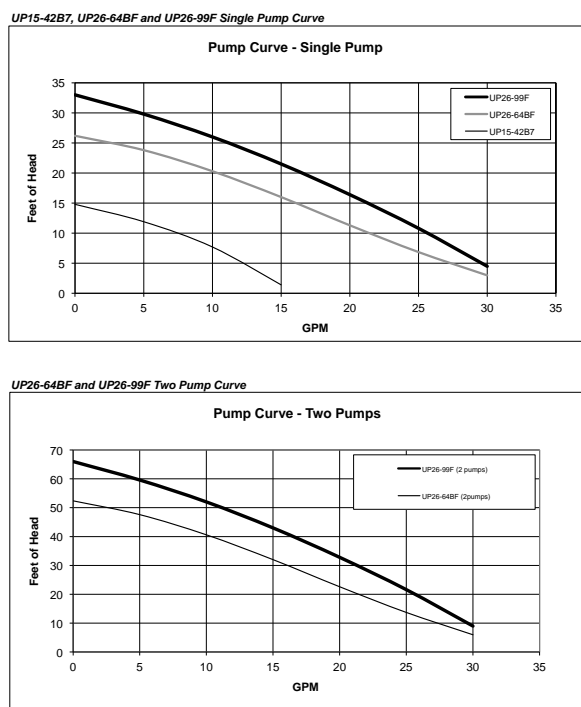 UP15-42B7, UP26-64BF and UP26-99F Single Pump Curve
Pump Curve - Single Pump
Feet of Head
35
30
25
20
15
10
5
0
UP26-99F
UP26-64BF
UP15-42B7
0 5 10 15 20 25 30 35
GPM
UP26-64BF and UP26-99F Two Pump Curve
Pump Curve - Two Pumps
Feet of Head
70
60
50
40
30
20
10
0
UP26-99F (2 pumps)
UP26-64BF (2pumps)
0 5 10 15 20 25 30 35
GPM